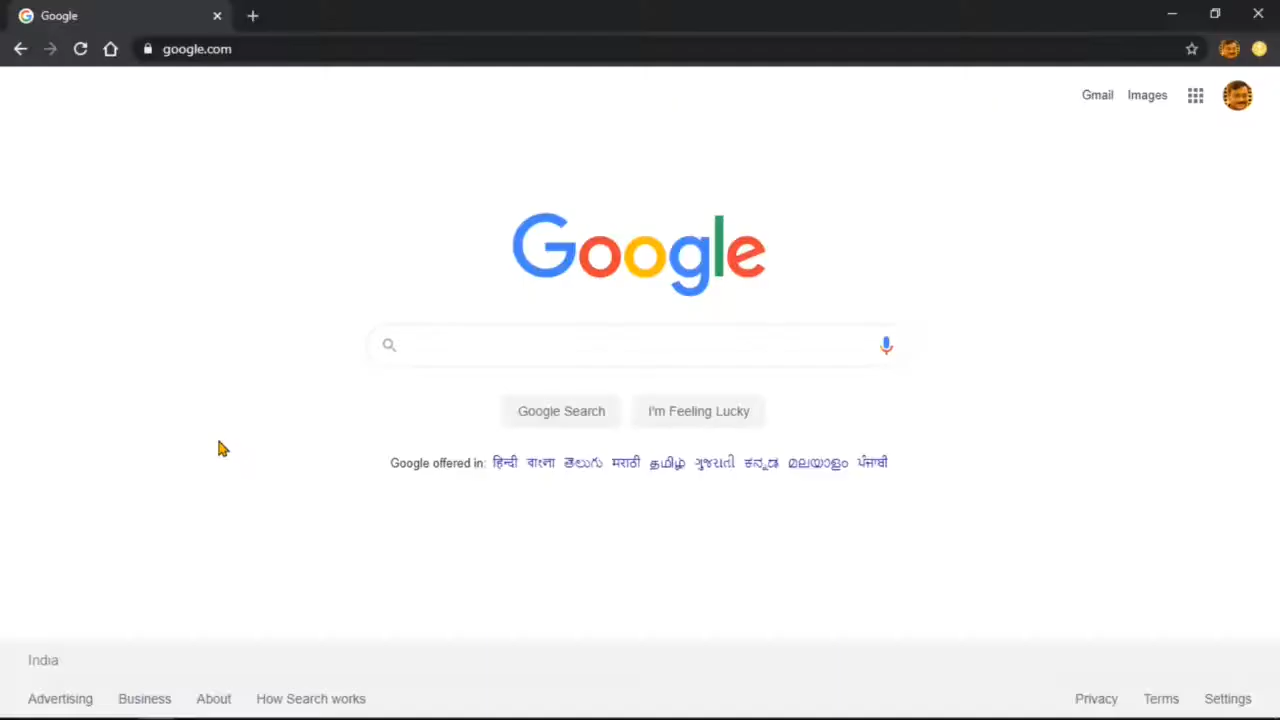 Google
google.com
Gmail Images
Google
Google Search I'm Feeling Lucky
Google offered in: हिन्दी বাংলা తెలుగు मराठी தமிழ் ગુજરાતી ಕನ್ನಡ മലയാളം ਪੰਜਾਬੀ
India
Advertising Business About How Search works Privacy Terms Settings